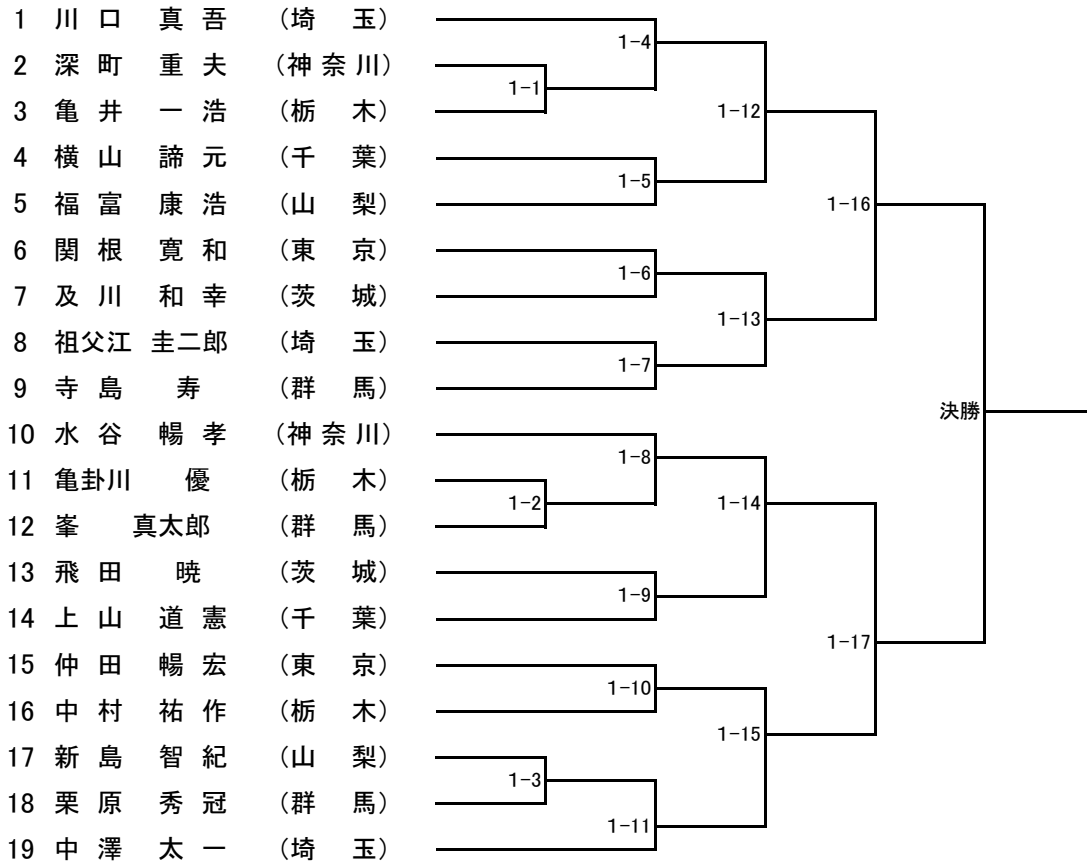 1 川口 真吾 （埼玉）
1-4
2 深町 重夫 （神奈川）
1-1
3 亀井 一浩 （栃木）
1-12
4 横山 諦元 （千葉）
1-5
5 福富 康浩 （山梨）
1-16
6 関根 寛和 （東京）
1-6
7 及川 和幸 （茨城）
1-13
8 祖父江 圭二郎 （埼玉）
1-7
9 寺島 寿 （群馬）
決勝
10 水谷 暢孝 （神奈川）
1-8
11 亀卦川 優 （栃木）
1-2
1-14
12 峯 真太郎 （群馬）
13 飛田 暁 （茨城）
1-9
14 上山 道憲 （千葉）
1-17
15 仲田 暢宏 （東京）
1-10
16 中村 祐作 （栃木）
1-15
17 新島 智紀 （山梨）
1-3
18 栗原 秀冠 （群馬）
1-11
19 中澤 太一 （埼玉）